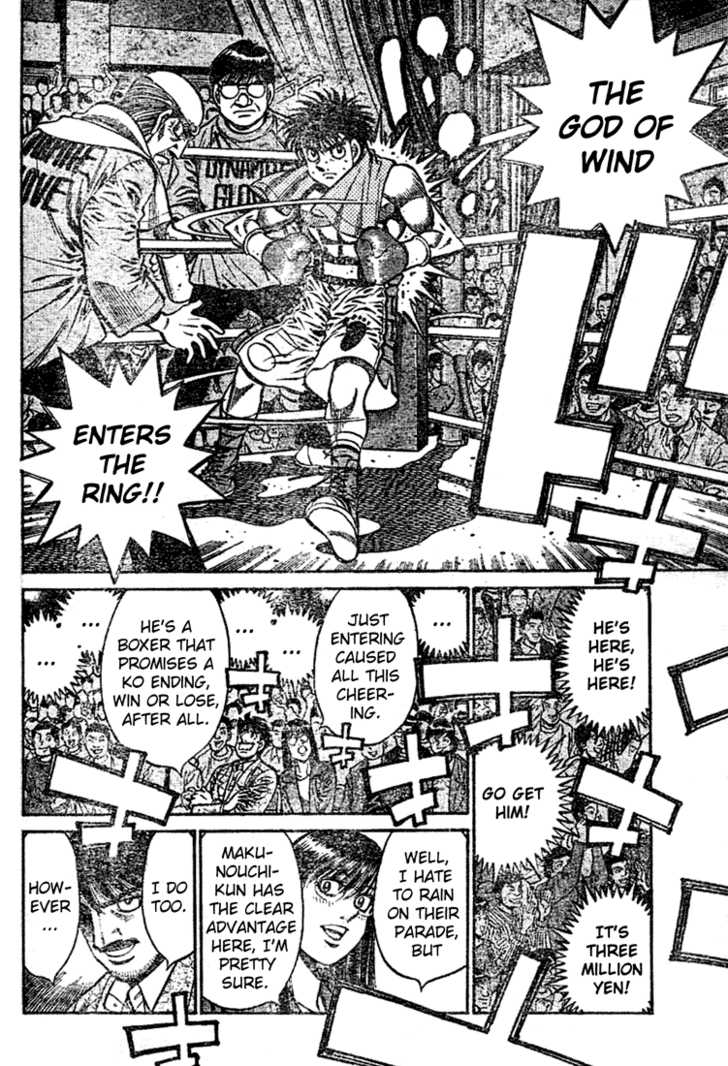 THE
GOD OF
WIND
ENTERS
THE
RING!!
DYNAMITE
GLOVE
LOVE
HE'S
HERE,
HE'S
HERE!
GO GET
HIM!
IT'S
THREE
MILLION
YEN!
...
JUST
ENTERING
CAUSED
ALL THIS
CHEER-
ING.
...
...
HE'S A
BOXER THAT
PROMISES A
KO ENDING,
WIN OR LOSE,
AFTER ALL.
...
...
WELL,
I HATE
TO RAIN
ON THEIR
PARADE,
BUT
MAKU-
NOUCHI-
KUN HAS
THE CLEAR
ADVANTAGE
HERE, I'M
PRETTY
SURE.
I DO
TOO.
HOW-
EVER
...